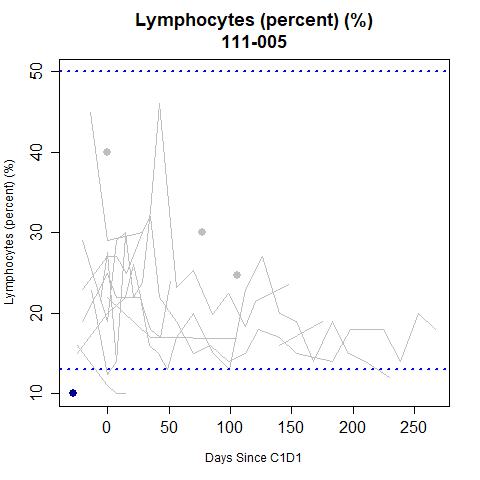 Lymphocytes (percent) (%)
111-005
50
40
30
20
10
Lymphocytes (percent) (%)
0 50 100 150 200 250
Days Since C1D1